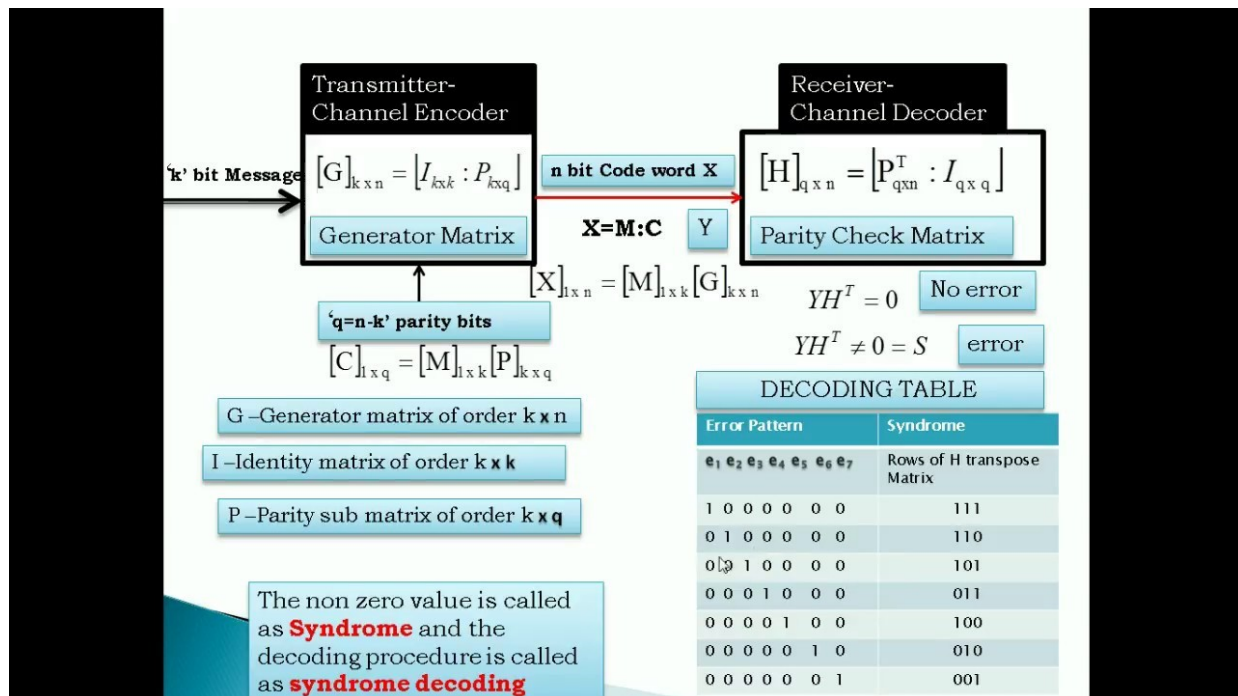 Transmitter-
Channel Encoder
Receiver-
Channel Decoder
'k' bit Message
[G]k x n = [Ikxk : Pkxq]
Generator Matrix
n bit Code word X
X=M:C
Y
[X]1 x n = [M]1 x k [G]k x n
[H]q x n = [P^T qxn : Iq x q]
Parity Check Matrix
'q=n-k' parity bits
[C]1 x q = [M]1 x k [P]k x q
YH^T = 0
No error
YH^T ≠ 0 = S
error
G –Generator matrix of order k x n
I –Identity matrix of order k x k
P –Parity sub matrix of order k x q
The non zero value is called
as Syndrome and the
decoding procedure is called
as syndrome decoding
DECODING TABLE
Error Pattern Syndrome
e1 e2 e3 e4 e5 e6 e7 Rows of H transpose
Matrix
1 0 0 0 0 0 0 111
0 1 0 0 0 0 0 110
0 0 1 0 0 0 0 101
0 0 0 1 0 0 0 011
0 0 0 0 1 0 0 100
0 0 0 0 0 1 0 010
0 0 0 0 0 0 1 001